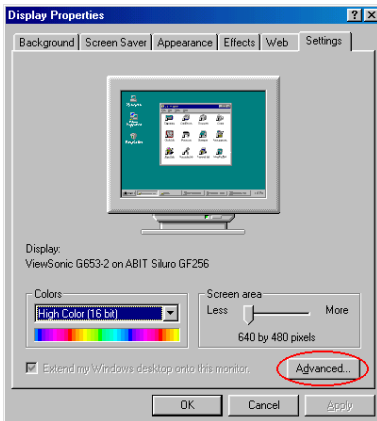 Display Properties
Background Screen Saver Appearance Effects Web Settings
Display:
ViewSonic G653-2 on ABIT Siluro GF256
Colors
High Color (16 bit)
Screen area
Less More
640 by 480 pixels
Extend my Windows desktop onto this monitor.
Advanced...
OK Cancel Apply